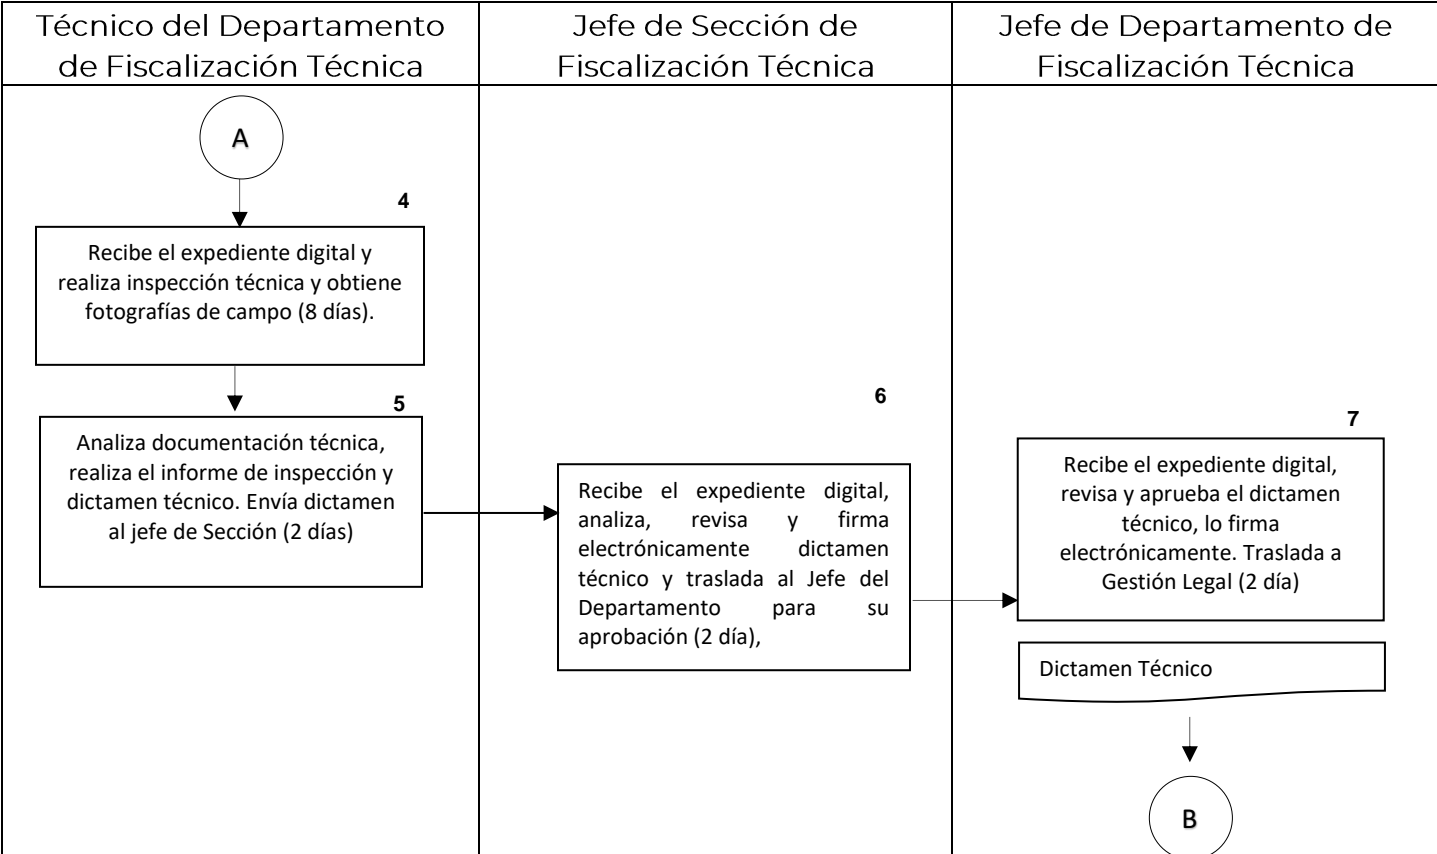 Técnico del Departamento
de Fiscalización Técnica
Jefe de Sección de
Fiscalización Técnica
Jefe de Departamento de
Fiscalización Técnica
A
4
Recibe el expediente digital y
realiza inspección técnica y obtiene
fotografías de campo (8 días).
5
Analiza documentación técnica,
realiza el informe de inspección y
dictamen técnico. Envía dictamen
al jefe de Sección (2 días)
6
Recibe el expediente digital,
analiza, revisa y firma
electrónicamente dictamen
técnico y traslada al Jefe del
Departamento para su
aprobación (2 día),
7
Recibe el expediente digital,
revisa y aprueba el dictamen
técnico, lo firma
electrónicamente. Traslada a
Gestión Legal (2 día)
Dictamen Técnico
B